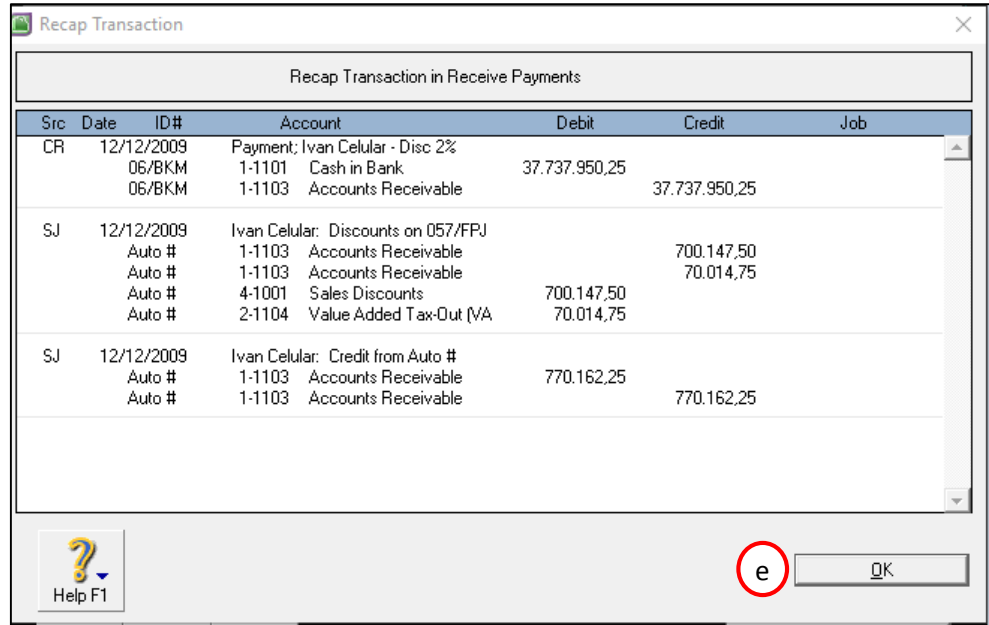 Recap Transaction
Recap Transaction in Receive Payments
Src Date ID# Account Debit Credit Job
CR 12/12/2009 Payment; Ivan Celular - Disc 2%
06/BKM 1-1101 Cash in Bank 37.737.950,25
06/BKM 1-1103 Accounts Receivable 37.737.950,25
SJ 12/12/2009 Ivan Celular: Discounts on 057/FPJ
Auto # 1-1103 Accounts Receivable 700.147,50
Auto # 1-1103 Accounts Receivable 70.014,75
Auto # 4-1001 Sales Discounts 700.147,50
Auto # 2-1104 Value Added Tax-Out (VA 70.014,75
SJ 12/12/2009 Ivan Celular: Credit from Auto #
Auto # 1-1103 Accounts Receivable 770.162,25
Auto # 1-1103 Accounts Receivable 770.162,25
e OK
Help F1